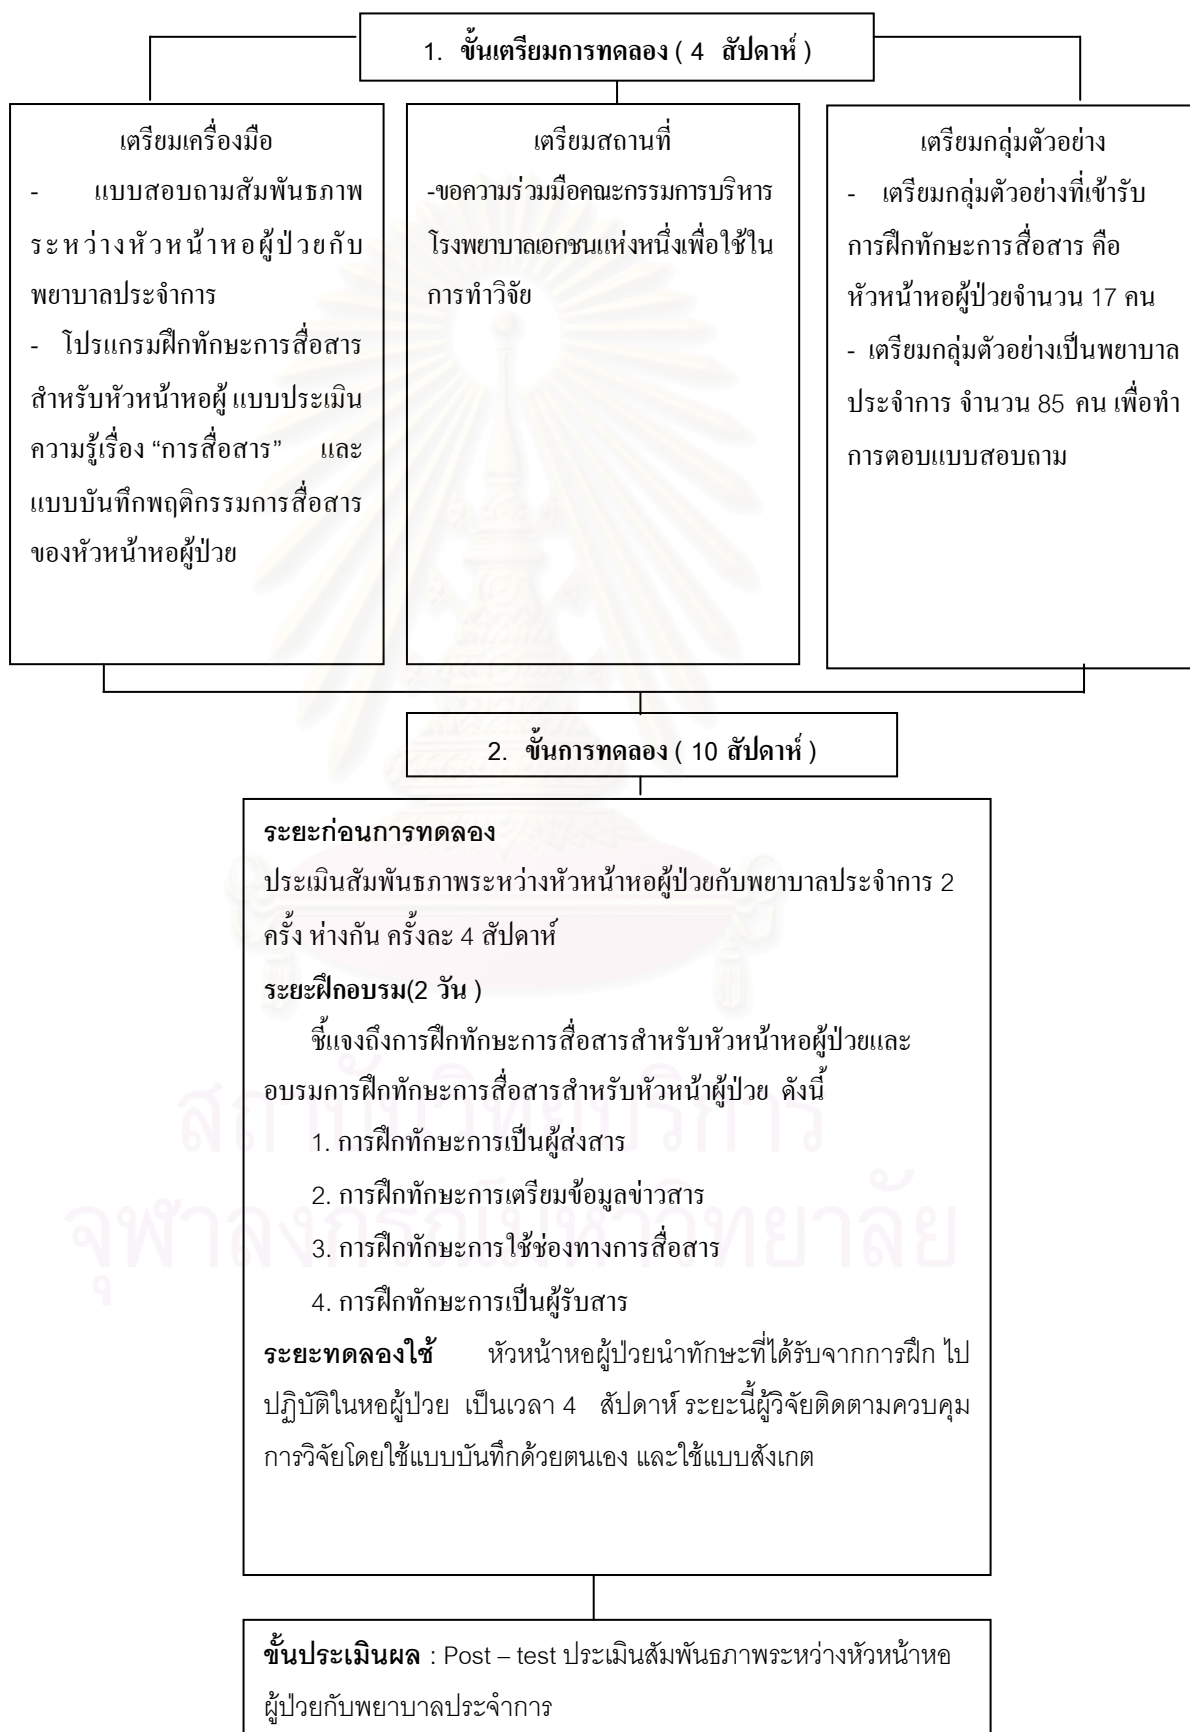 1. ขั้นเตรียมการทดลอง ( 4 สัปดาห์ )
เตรียมเครื่องมือ
- แบบสอบถามสัมพันธภาพ
ระหว่างหัวหน้าหอผู้ป่วยกับ
พยาบาลประจำการ
- โปรแกรมฝึกทักษะการสื่อสาร
สำหรับหัวหน้าหอผู้ แบบประเมิน
ความรู้เรื่อง “การสื่อสาร” และ
แบบบันทึกพฤติกรรมการสื่อสาร
ของหัวหน้าหอผู้ป่วย
เตรียมสถานที่
-ขอความร่วมมือคณะกรรมการบริหาร
โรงพยาบาลเอกชนแห่งหนึ่งเพื่อใช้ใน
การทำวิจัย
เตรียมกลุ่มตัวอย่าง
- เตรียมกลุ่มตัวอย่างที่เข้ารับ
การฝึกทักษะการสื่อสาร คือ
หัวหน้าหอผู้ป่วยจำนวน 17 คน
- เตรียมกลุ่มตัวอย่างเป็นพยาบาล
ประจำการ จำนวน 85 คน เพื่อทำ
การตอบแบบสอบถาม
2. ขั้นการทดลอง ( 10 สัปดาห์ )
ระยะก่อนการทดลอง
ประเมินสัมพันธภาพระหว่างหัวหน้าหอผู้ป่วยกับพยาบาลประจำการ 2
ครั้ง ห่างกัน ครั้งละ 4 สัปดาห์
ระยะฝึกอบรม(2 วัน )
ชี้แจงถึงการฝึกทักษะการสื่อสารสำหรับหัวหน้าหอผู้ป่วยและ
อบรมการฝึกทักษะการสื่อสารสำหรับหัวหน้าผู้ป่วย ดังนี้
1. การฝึกทักษะการเป็นผู้ส่งสาร
2. การฝึกทักษะการเตรียมข้อมูลข่าวสาร
3. การฝึกทักษะการใช้ช่องทางการสื่อสาร
4. การฝึกทักษะการเป็นผู้รับสาร
ระยะทดลองใช้ หัวหน้าหอผู้ป่วยนำทักษะที่ได้รับจากการฝึก ไป
ปฏิบัติในหอผู้ป่วย เป็นเวลา 4 สัปดาห์ ระยะนี้ผู้วิจัยติดตามควบคุม
การวิจัยโดยใช้แบบบันทึกด้วยตนเอง และใช้แบบสังเกต
ขั้นประเมินผล : Post – test ประเมินสัมพันธภาพระหว่างหัวหน้าหอ
ผู้ป่วยกับพยาบาลประจำการ
สถาบันวิทยบริการ
จุฬาลงกรณ์มหาวิทยาลัย